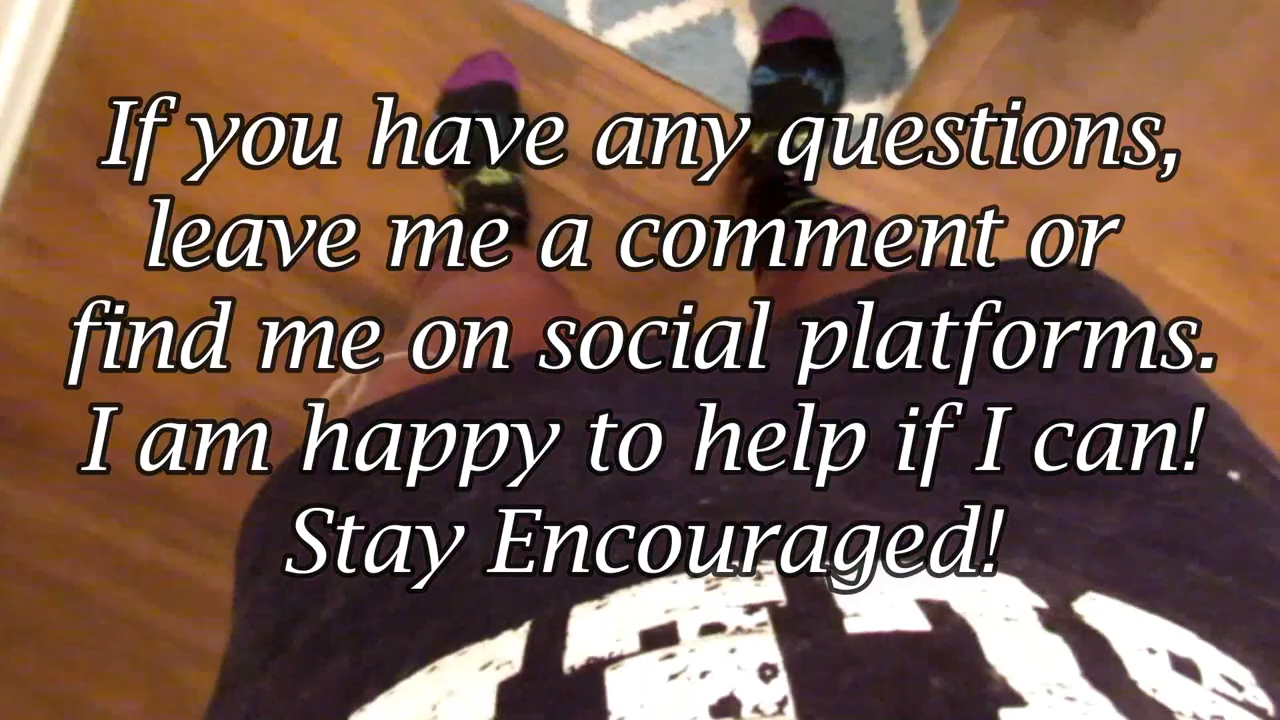 If you have any questions,
leave me a comment or
find me on social platforms.
I am happy to help if I can!
Stay Encouraged!